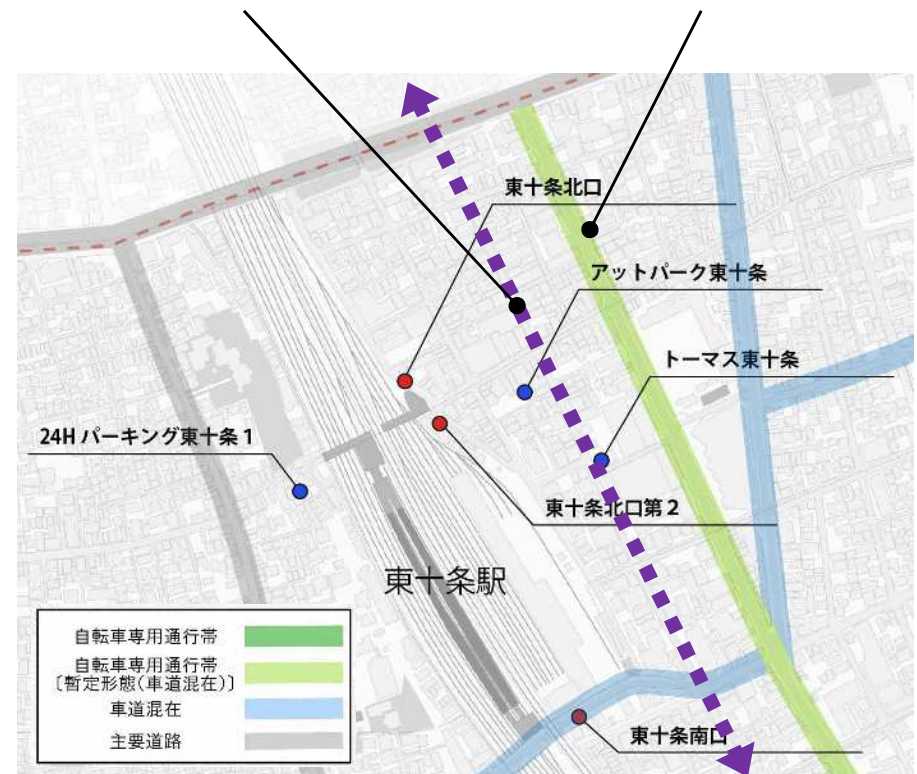 東十条北口
アットパーク東十条
トーマス東十条
24Hパーキング東十条1
東十条北口第2
東十条駅
自転車専用通行帯
自転車専用通行帯
〔暫定形態(車道混在)〕
車道混在
主要道路
東十条南口